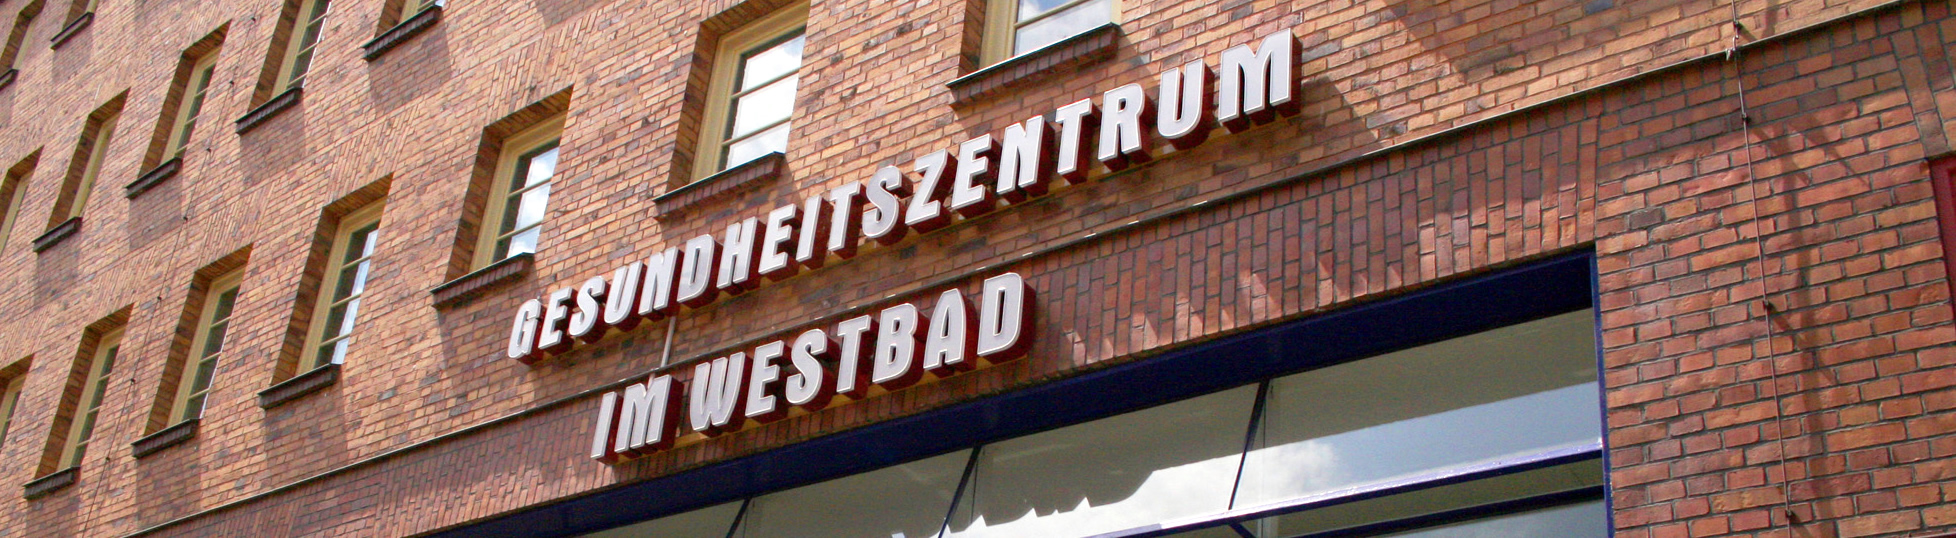 GESUNDHEITSZENTRUM
IM WESTBAD